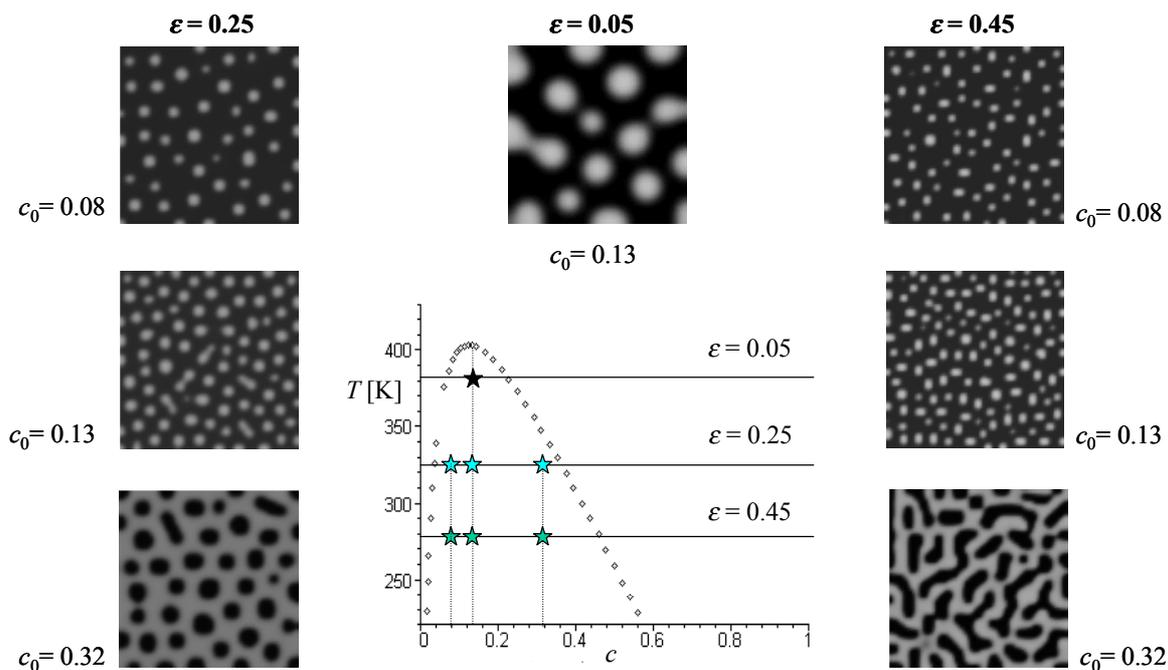 ε = 0.25
ε = 0.05
ε = 0.45
c₀= 0.08
c₀= 0.08
c₀= 0.13
c₀= 0.13
c₀= 0.13
c₀= 0.32
c₀= 0.32
T [K]
400
350
300
250
ε = 0.05
ε = 0.25
ε = 0.45
0
0.2
0.4
0.6
0.8
1
c